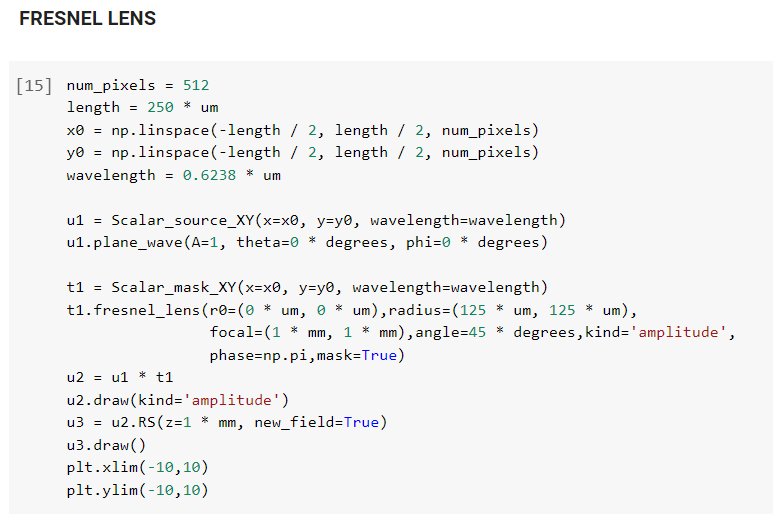 FRESNEL LENS
[15] num_pixels = 512
length = 250 * um
x0 = np.linspace(-length / 2, length / 2, num_pixels)
y0 = np.linspace(-length / 2, length / 2, num_pixels)
wavelength = 0.6238 * um
u1 = Scalar_source_XY(x=x0, y=y0, wavelength=wavelength)
u1.plane_wave(A=1, theta=0 * degrees, phi=0 * degrees)
t1 = Scalar_mask_XY(x=x0, y=y0, wavelength=wavelength)
t1.fresnel_lens(r0=(0 * um, 0 * um),radius=(125 * um, 125 * um),
focal=(1 * mm, 1 * mm),angle=45 * degrees,kind='amplitude',
phase=np.pi,mask=True)
u2 = u1 * t1
u2.draw(kind='amplitude')
u3 = u2.RS(z=1 * mm, new_field=True)
u3.draw()
plt.xlim(-10,10)
plt.ylim(-10,10)